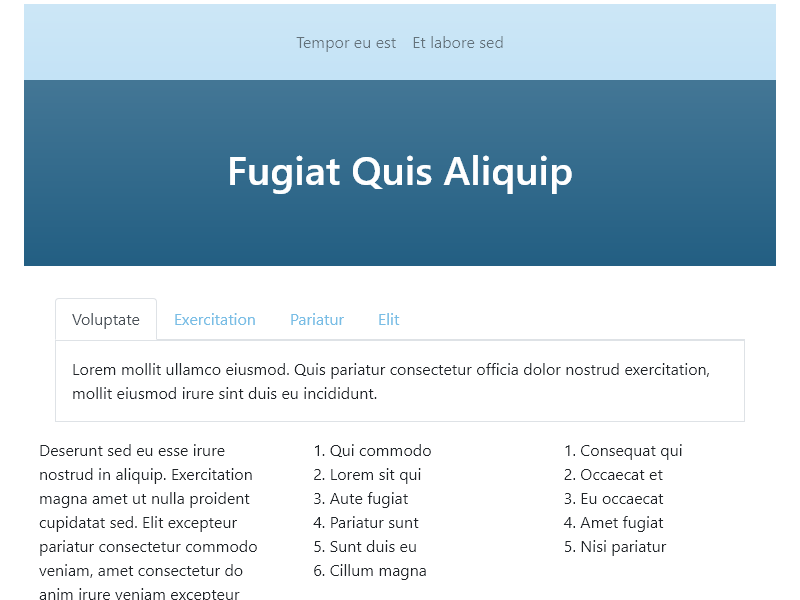 Tempor eu est Et labore sed
Fugiat Quis Aliquip
Voluptate Exercitation Pariatur Elit
Lorem mollit ullamco eiusmod. Quis pariatur consectetur officia dolor nostrud exercitation,
mollit eiusmod irure sint duis eu incididunt.
Deserunt sed eu esse irure
nostrud in aliquip. Exercitation
magna amet ut nulla proident
cupidatat sed. Elit excepteur
pariatur consectetur commodo
veniam, amet consectetur do
anim irure veniam excepteur
1. Qui commodo
2. Lorem sit qui
3. Aute fugiat
4. Pariatur sunt
5. Sunt duis eu
6. Cillum magna
1. Consequat qui
2. Occaecat et
3. Eu occaecat
4. Amet fugiat
5. Nisi pariatur